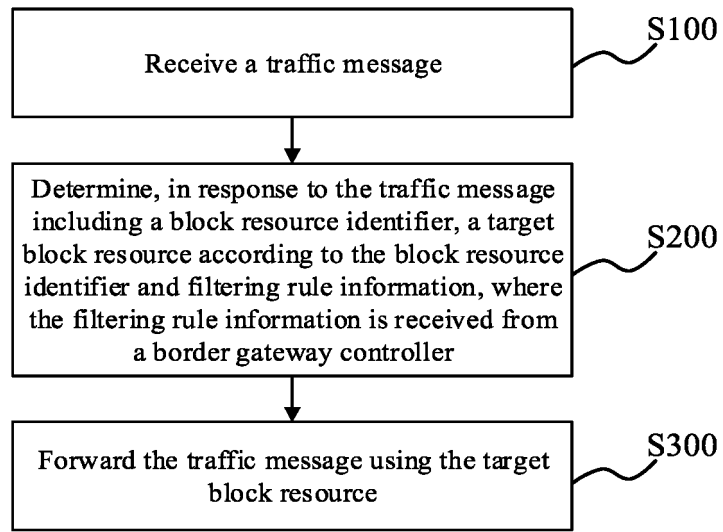 S100
Receive a traffic message
Determine, in response to the traffic message
including a block resource identifier, a target
block resource according to the block resource
identifier and filtering rule information, where
the filtering rule information is received from
a border gateway controller
S200
Forward the traffic message using the target
block resource
S300